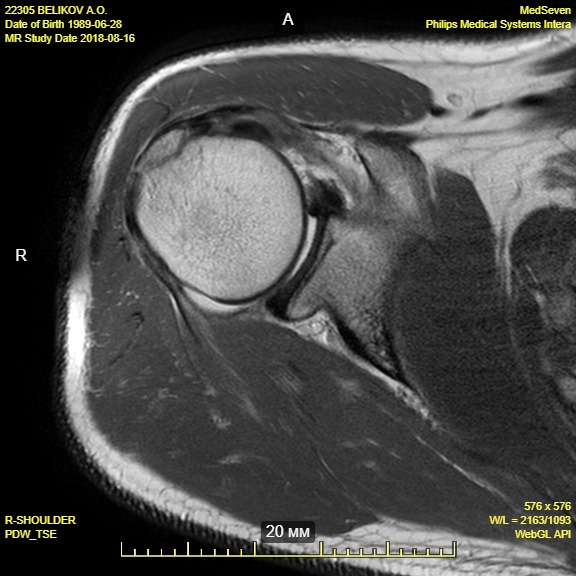 22305 BELIKOV A.O.
Date of Birth 1989-06-28
MR Study Date 2018-08-16
A
MedSeven
Philips Medical Systems Intera
R
R-SHOULDER
PDW_TSE
20 мм
576 x 576
W/L = 2163/1093
WebGL API